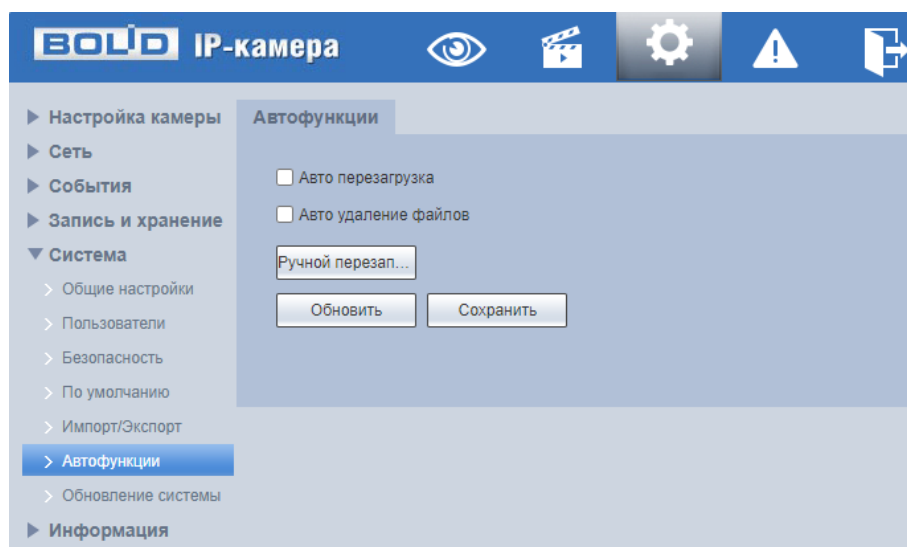 BOLID IP-камера
Настройка камеры
Сеть
События
Запись и хранение
Система
Общие настройки
Пользователи
Безопасность
По умолчанию
Импорт/Экспорт
Автофункции
Обновление системы
Информация
Автофункции
Авто перезагрузка
Авто удаление файлов
Ручной перезап...
Обновить
Сохранить